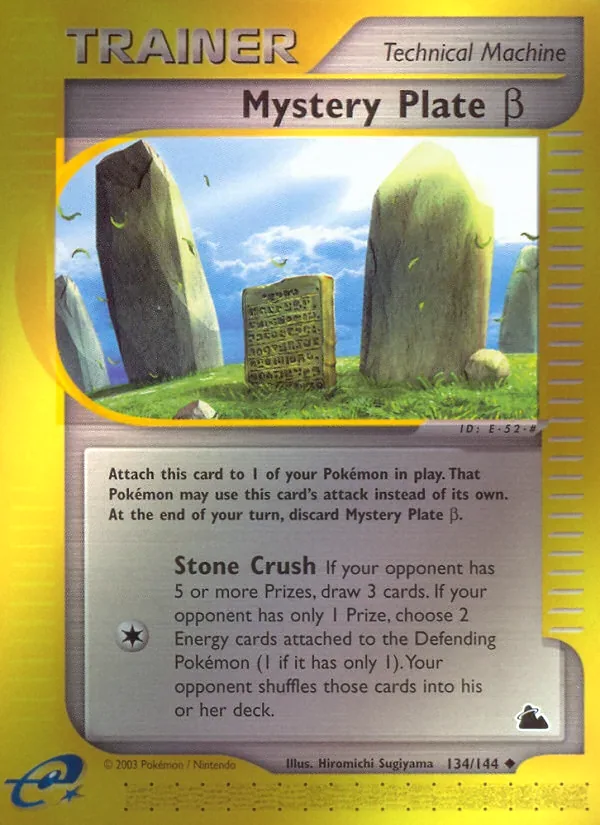 TRAINER
Technical Machine
Mystery Plate β
ID: E-52-#
Attach this card to 1 of your Pokémon in play. That
Pokémon may use this card's attack instead of its own.
At the end of your turn, discard Mystery Plate β.
Stone Crush If your opponent has
5 or more Prizes, draw 3 cards. If your
opponent has only 1 Prize, choose 2
Energy cards attached to the Defending
Pokémon (1 if it has only 1). Your
opponent shuffles those cards into his
or her deck.
© 2003 Pokémon / Nintendo
Illus. Hiromichi Sugiyama
134/144
e